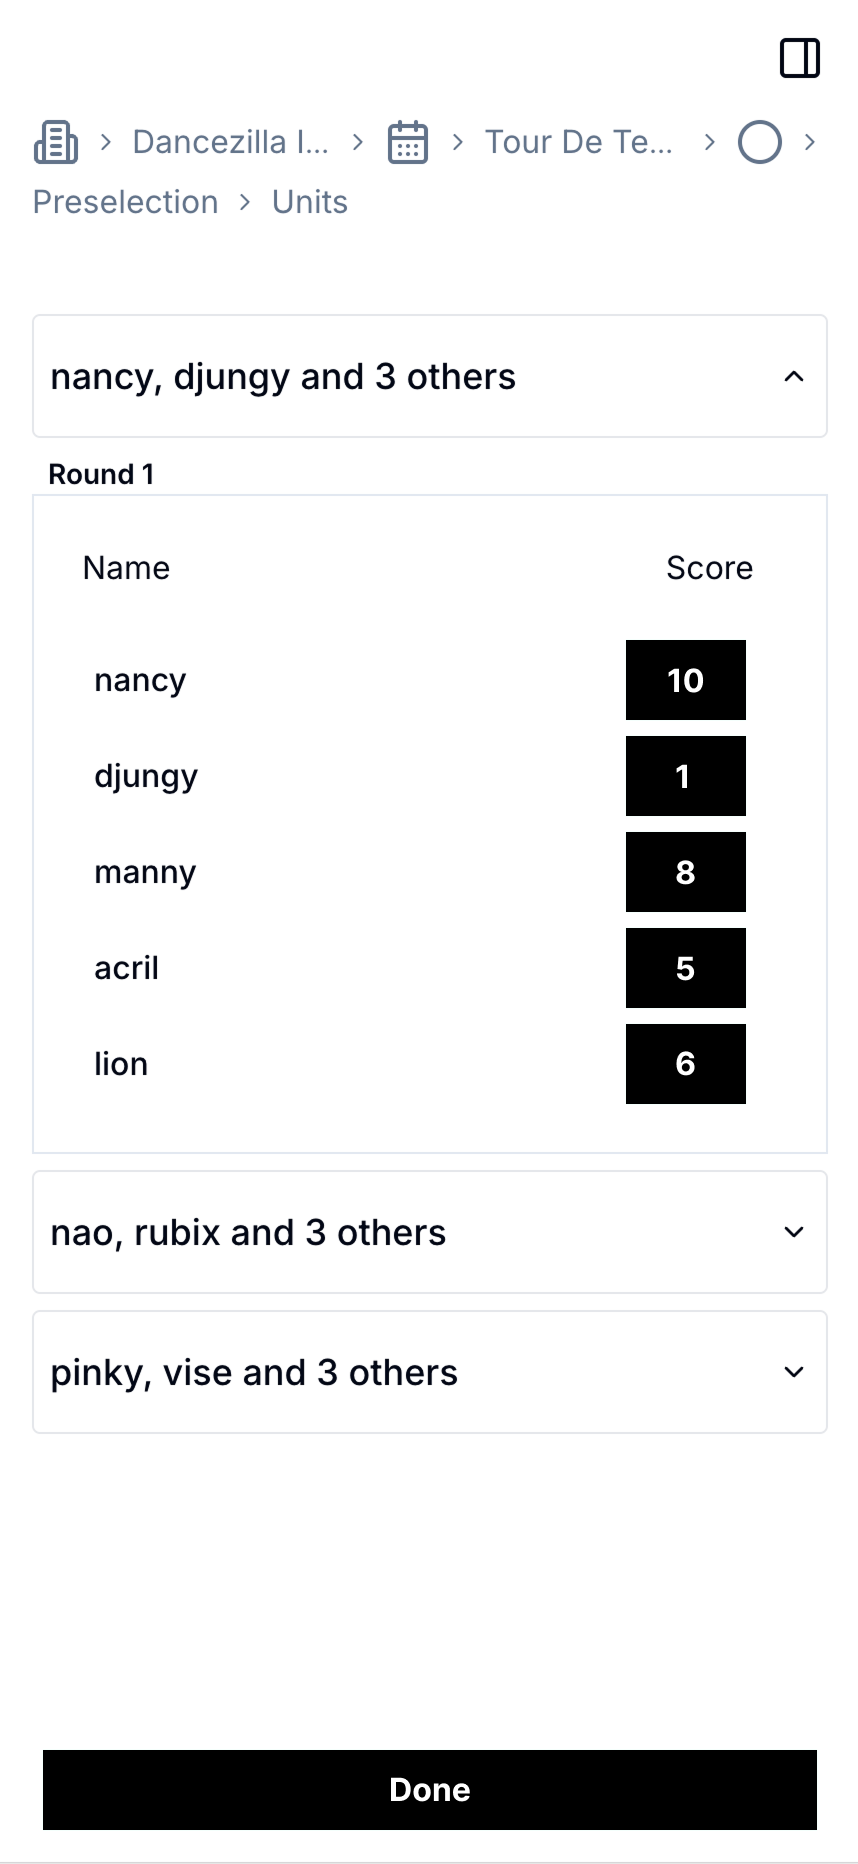 Dancezilla I... Tour De Te...
Preselection Units
nancy, djungy and 3 others
Round 1
Name Score
nancy 10
djungy 1
manny 8
acril 5
lion 6
nao, rubix and 3 others
pinky, vise and 3 others
Done